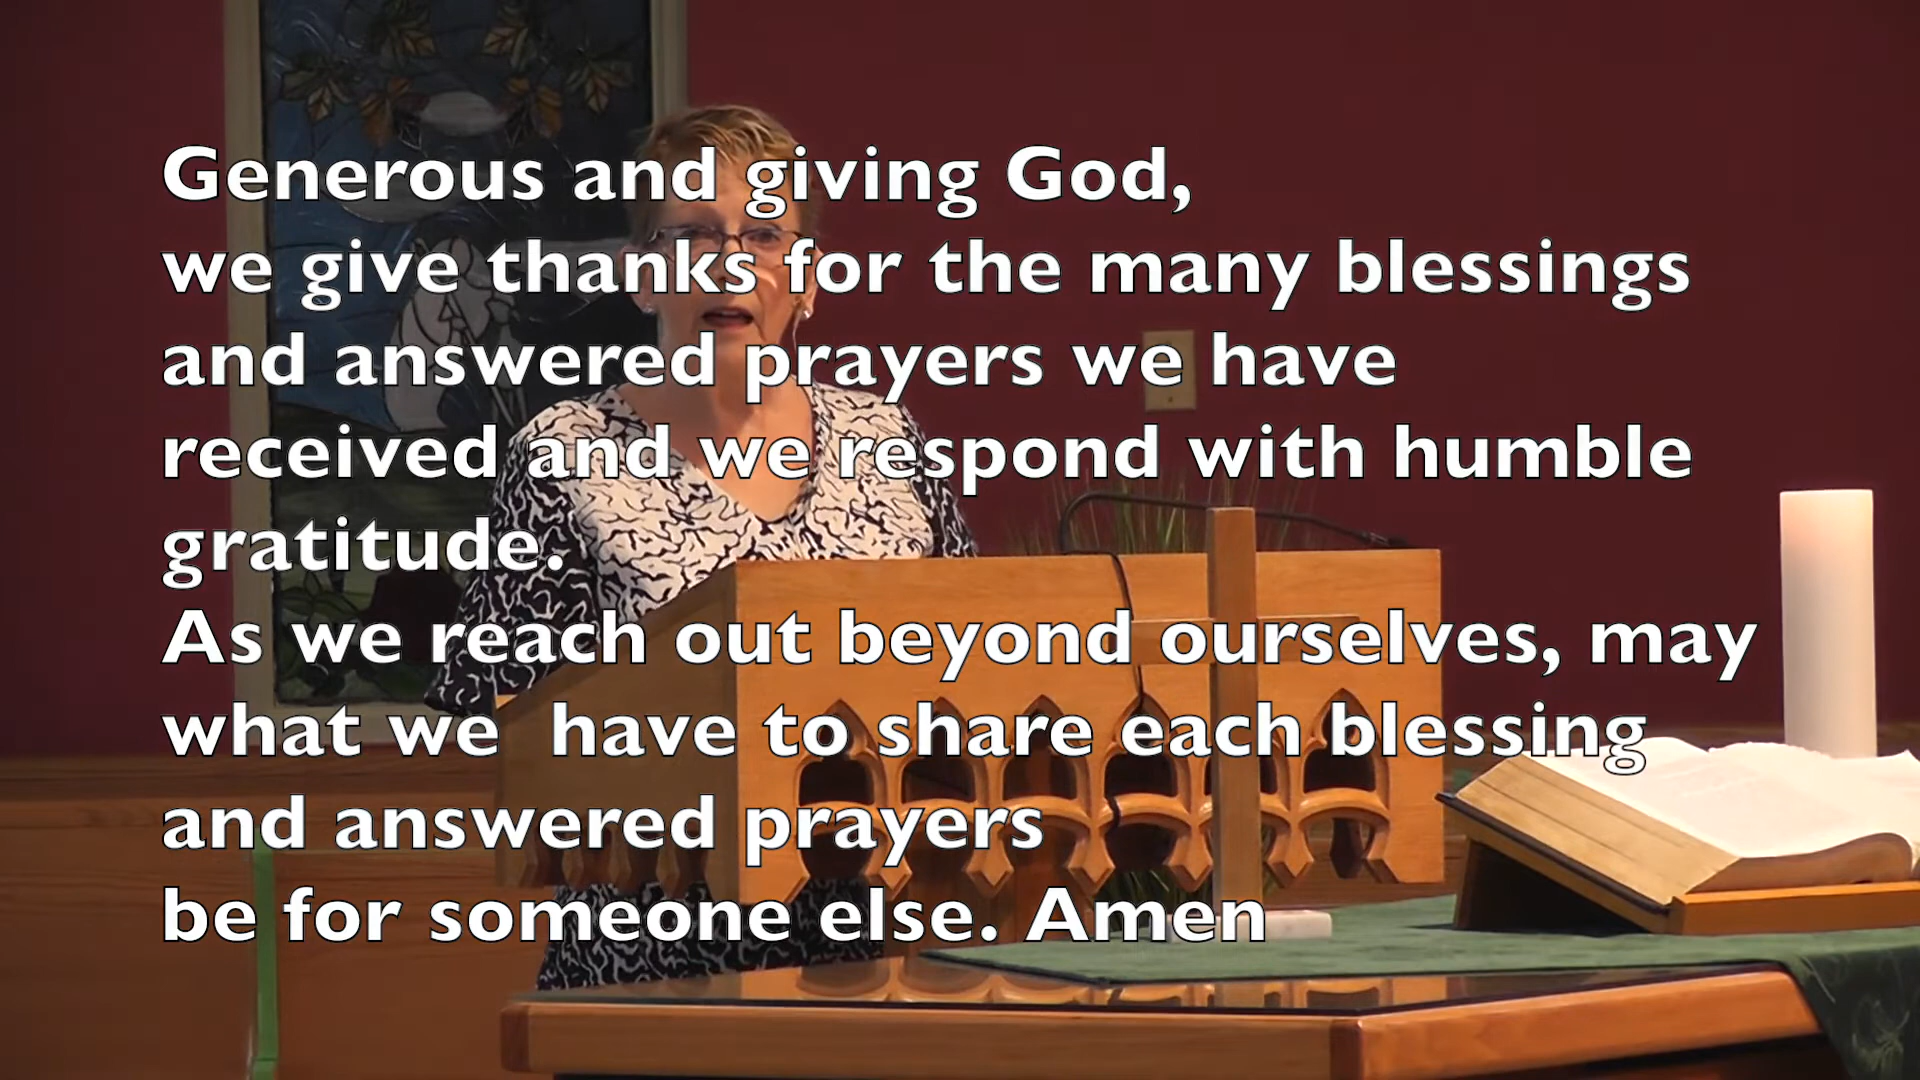 Generous and giving God,
we give thanks for the many blessings
and answered prayers we have
received and we respond with humble
gratitude.
As we reach out beyond ourselves, may
what we  have to share each blessing
and answered prayers
be for someone else. Amen